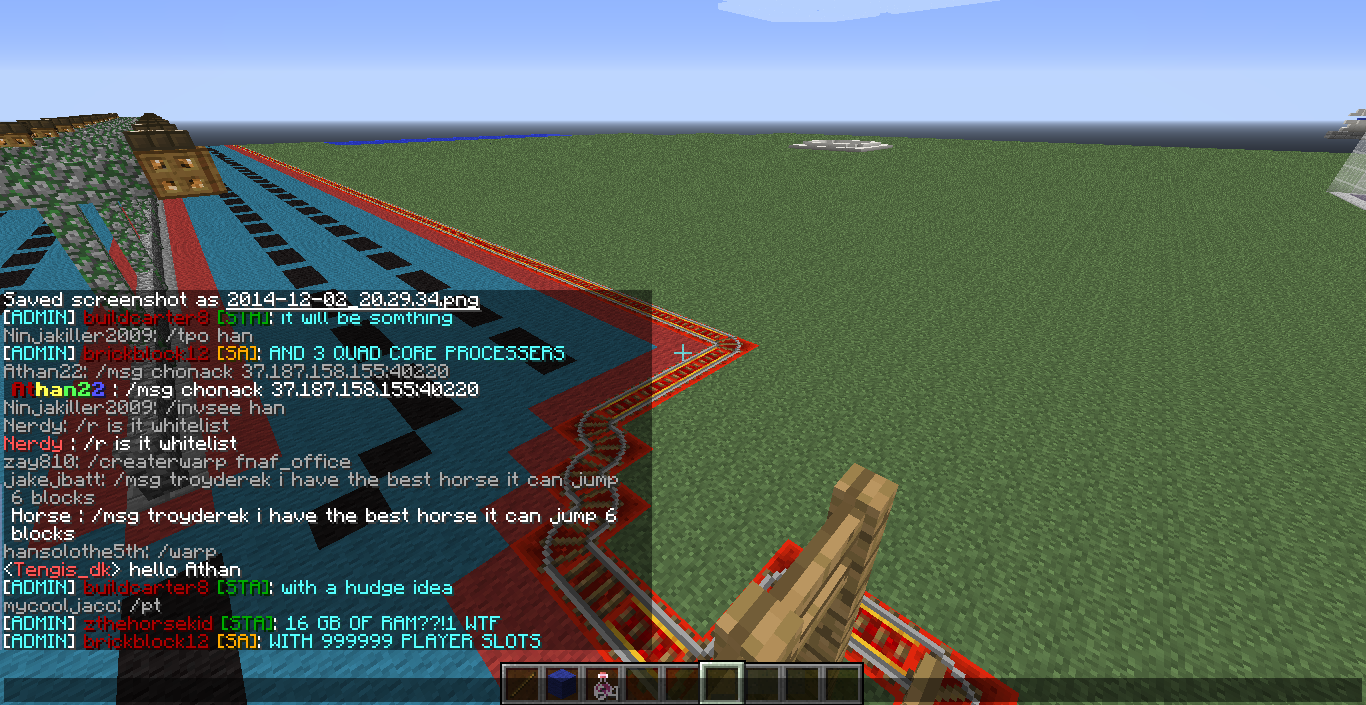 Saved screenshot as 2014-12-02_20.29.34.png
[ADMIN] buildcarter8 [STA]: it will be somthing
Ninjakiller2009: /tpo han
[ADMIN] brickblock12 [SA]: AND 3 QUAD CORE PROCESSERS
Athan22: /msg chonack 37.187.158.155:40220
Athan22 : /msg chonack 37.187.158.155:40220
Ninjakiller2009: /invsee han
Nerdy: /r is it whitelist
Nerdy : /r is it whitelist
zay810: /createrwarp fnaf_office
jakejbatt: /msg troyderek i have the best horse it can jump
6 blocks
Horse : /msg troyderek i have the best horse it can jump 6
blocks
hansolothe5th: /warp
<Tengis_dk> hello Athan
[ADMIN] buildcarter8 [STA]: with a hudge idea
mycooljaco: /pt
[ADMIN] zthehorsekid [STA]: 16 GB OF RAM??!1 WTF
[ADMIN] brickblock12 [SA]: WITH 999999 PLAYER SLOTS
64